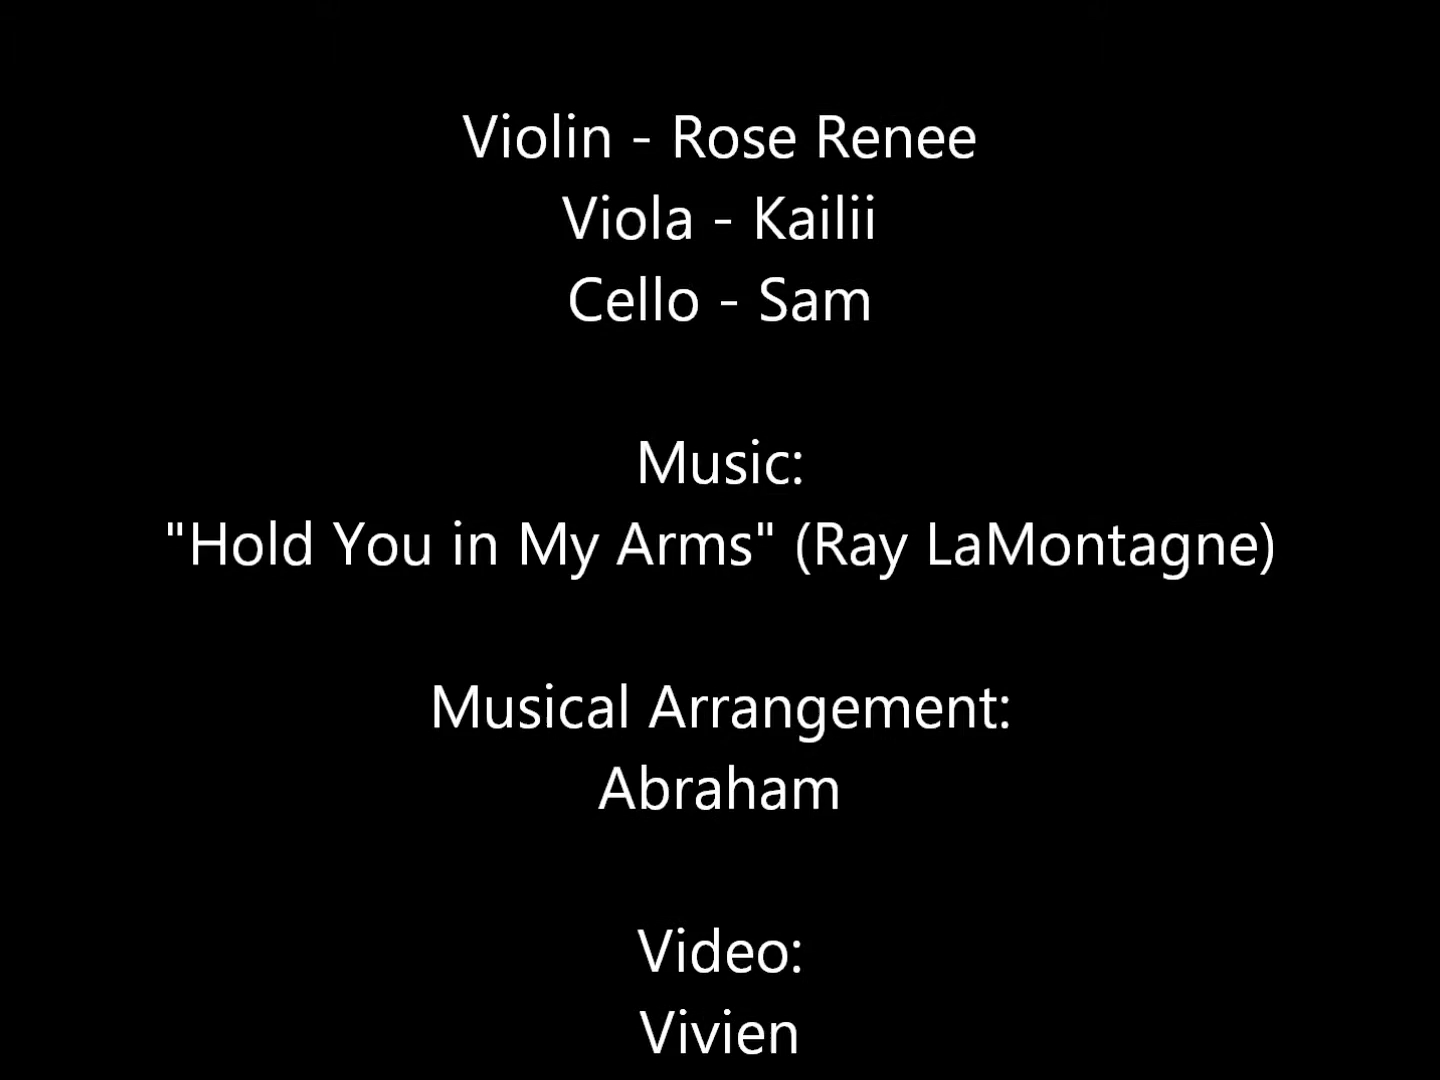 Violin - Rose Renee
Viola - Kailii
Cello - Sam
Music:
"Hold You in My Arms" (Ray LaMontagne)
Musical Arrangement:
Abraham
Video:
Vivien